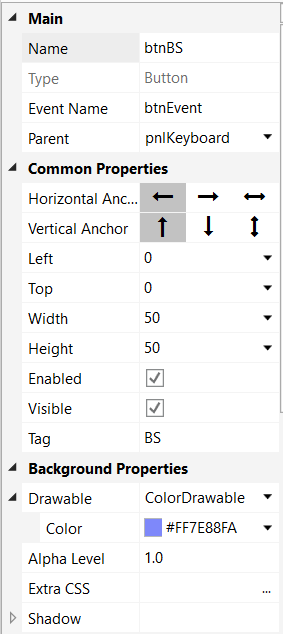 Main
Name btnBS
Type Button
Event Name btnEvent
Parent pnlKeyboard
Common Properties
Horizontal Anc...
Vertical Anchor
Left 0
Top 0
Width 50
Height 50
Enabled
Visible
Tag BS
Background Properties
Drawable ColorDrawable
Color #FF7E88FA
Alpha Level 1.0
Extra CSS ...
Shadow